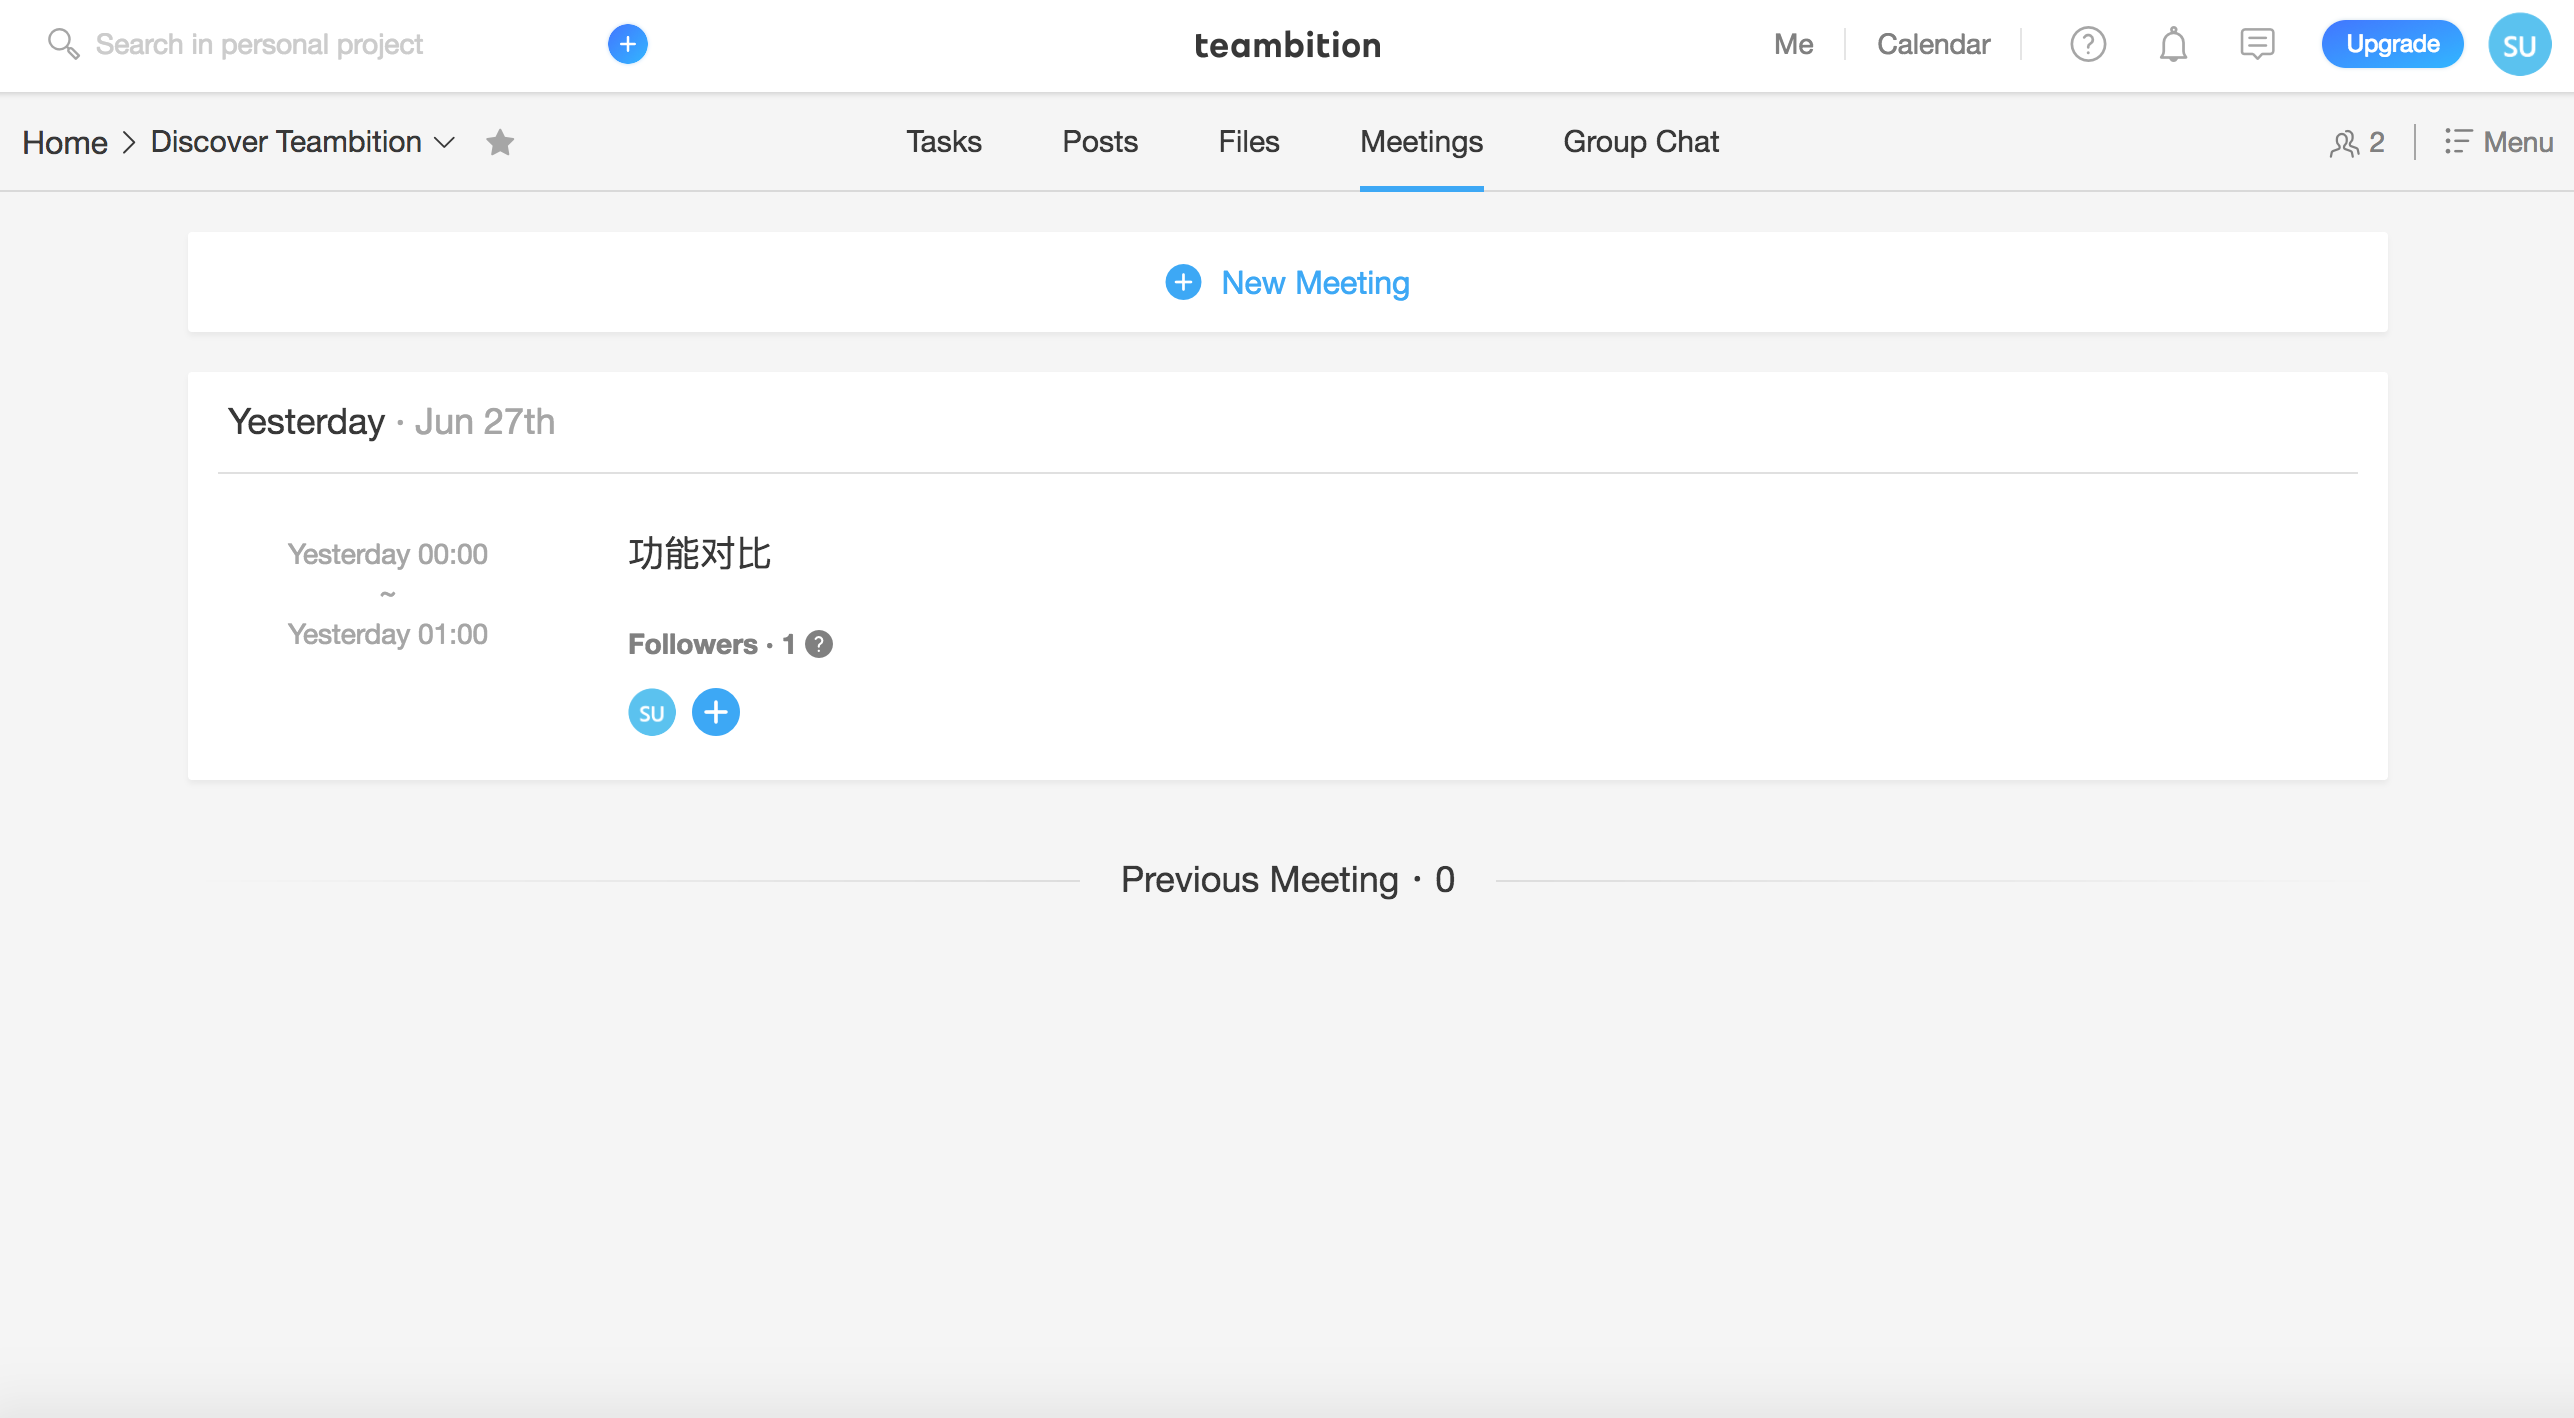 Search in personal project
teambition
Me
Calendar
Upgrade
SU
Home
Discover Teambition
Tasks
Posts
Files
Meetings
Group Chat
2
Menu
New Meeting
Yesterday · Jun 27th
Yesterday 00:00
~
Yesterday 01:00
功能对比
Followers · 1
SU
Previous Meeting · 0